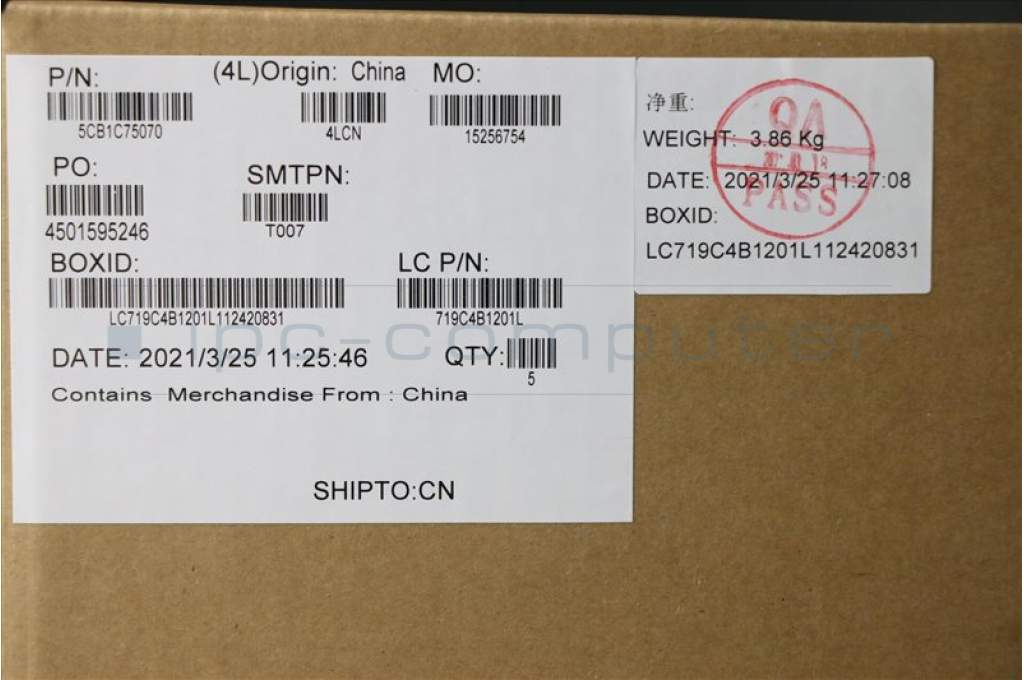 P/N:
5CB1C75070
(4L)Origin: China
4LCN
MO:
15256754
PO:
4501595246
SMTPN:
T007
BOXID:
LC719C4B1201L112420831
LC P/N:
719C4B1201L
DATE: 2021/3/25 11:25:46
QTY:
5
Contains Merchandise From : China
SHIPTO:CN
净重:
WEIGHT: 3.86 Kg
DATE: 2021/3/25 11:27:08
BOXID:
LC719C4B1201L112420831
QA
PASS
ipc-computer